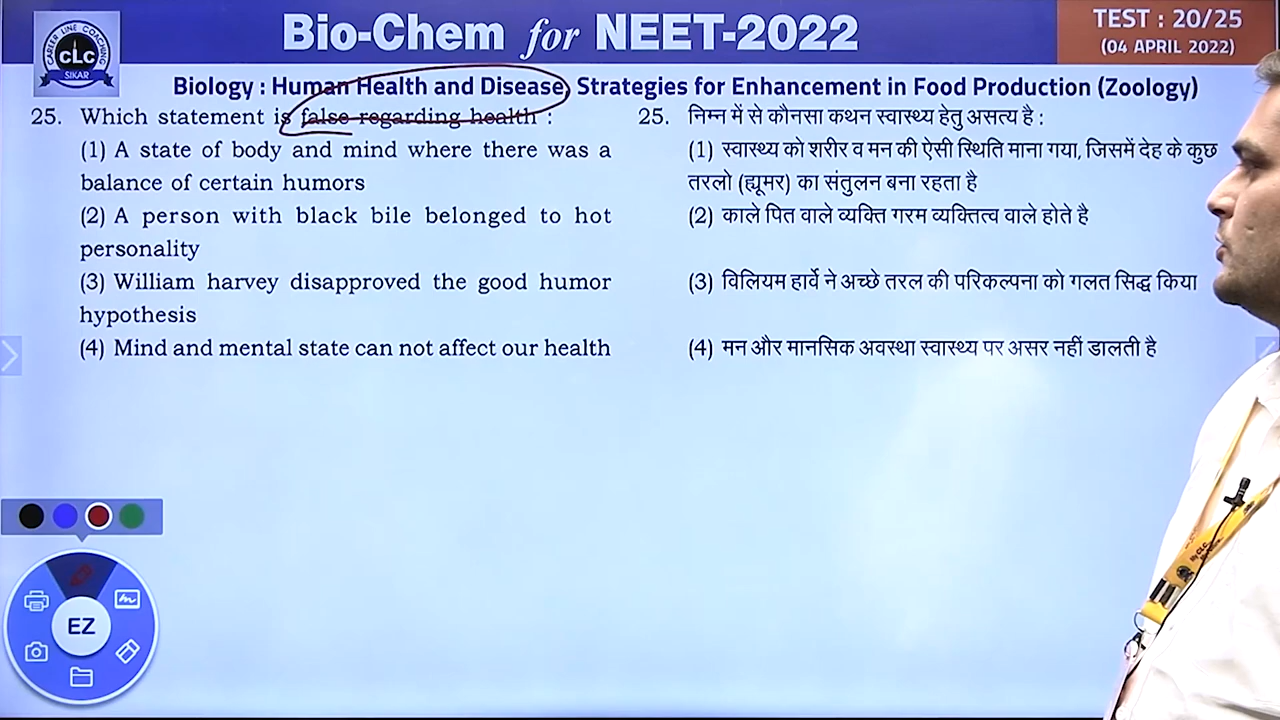 Bio-Chem for NEET-2022
TEST : 20/25
(04 APRIL 2022)
CAREER LINE COACHING
CLC
SIKAR
Biology : Human Health and Disease, Strategies for Enhancement in Food Production (Zoology)
25. Which statement is false regarding health :
(1) A state of body and mind where there was a
balance of certain humors
(2) A person with black bile belonged to hot
personality
(3) William harvey disapproved the good humor
hypothesis
(4) Mind and mental state can not affect our health
25. निम्न में से कौनसा कथन स्वास्थ्य हेतु असत्य है :
(1) स्वास्थ्य को शरीर व मन की ऐसी स्थिति माना गया, जिसमें देह के कुछ
तरलो (ह्यूमर) का संतुलन बना रहता है
(2) काले पित वाले व्यक्ति गरम व्यक्तित्व वाले होते है
(3) विलियम हार्वे ने अच्छे तरल की परिकल्पना को गलत सिद्ध किया
(4) मन और मानसिक अवस्था स्वास्थ्य पर असर नहीं डालती है
EZ